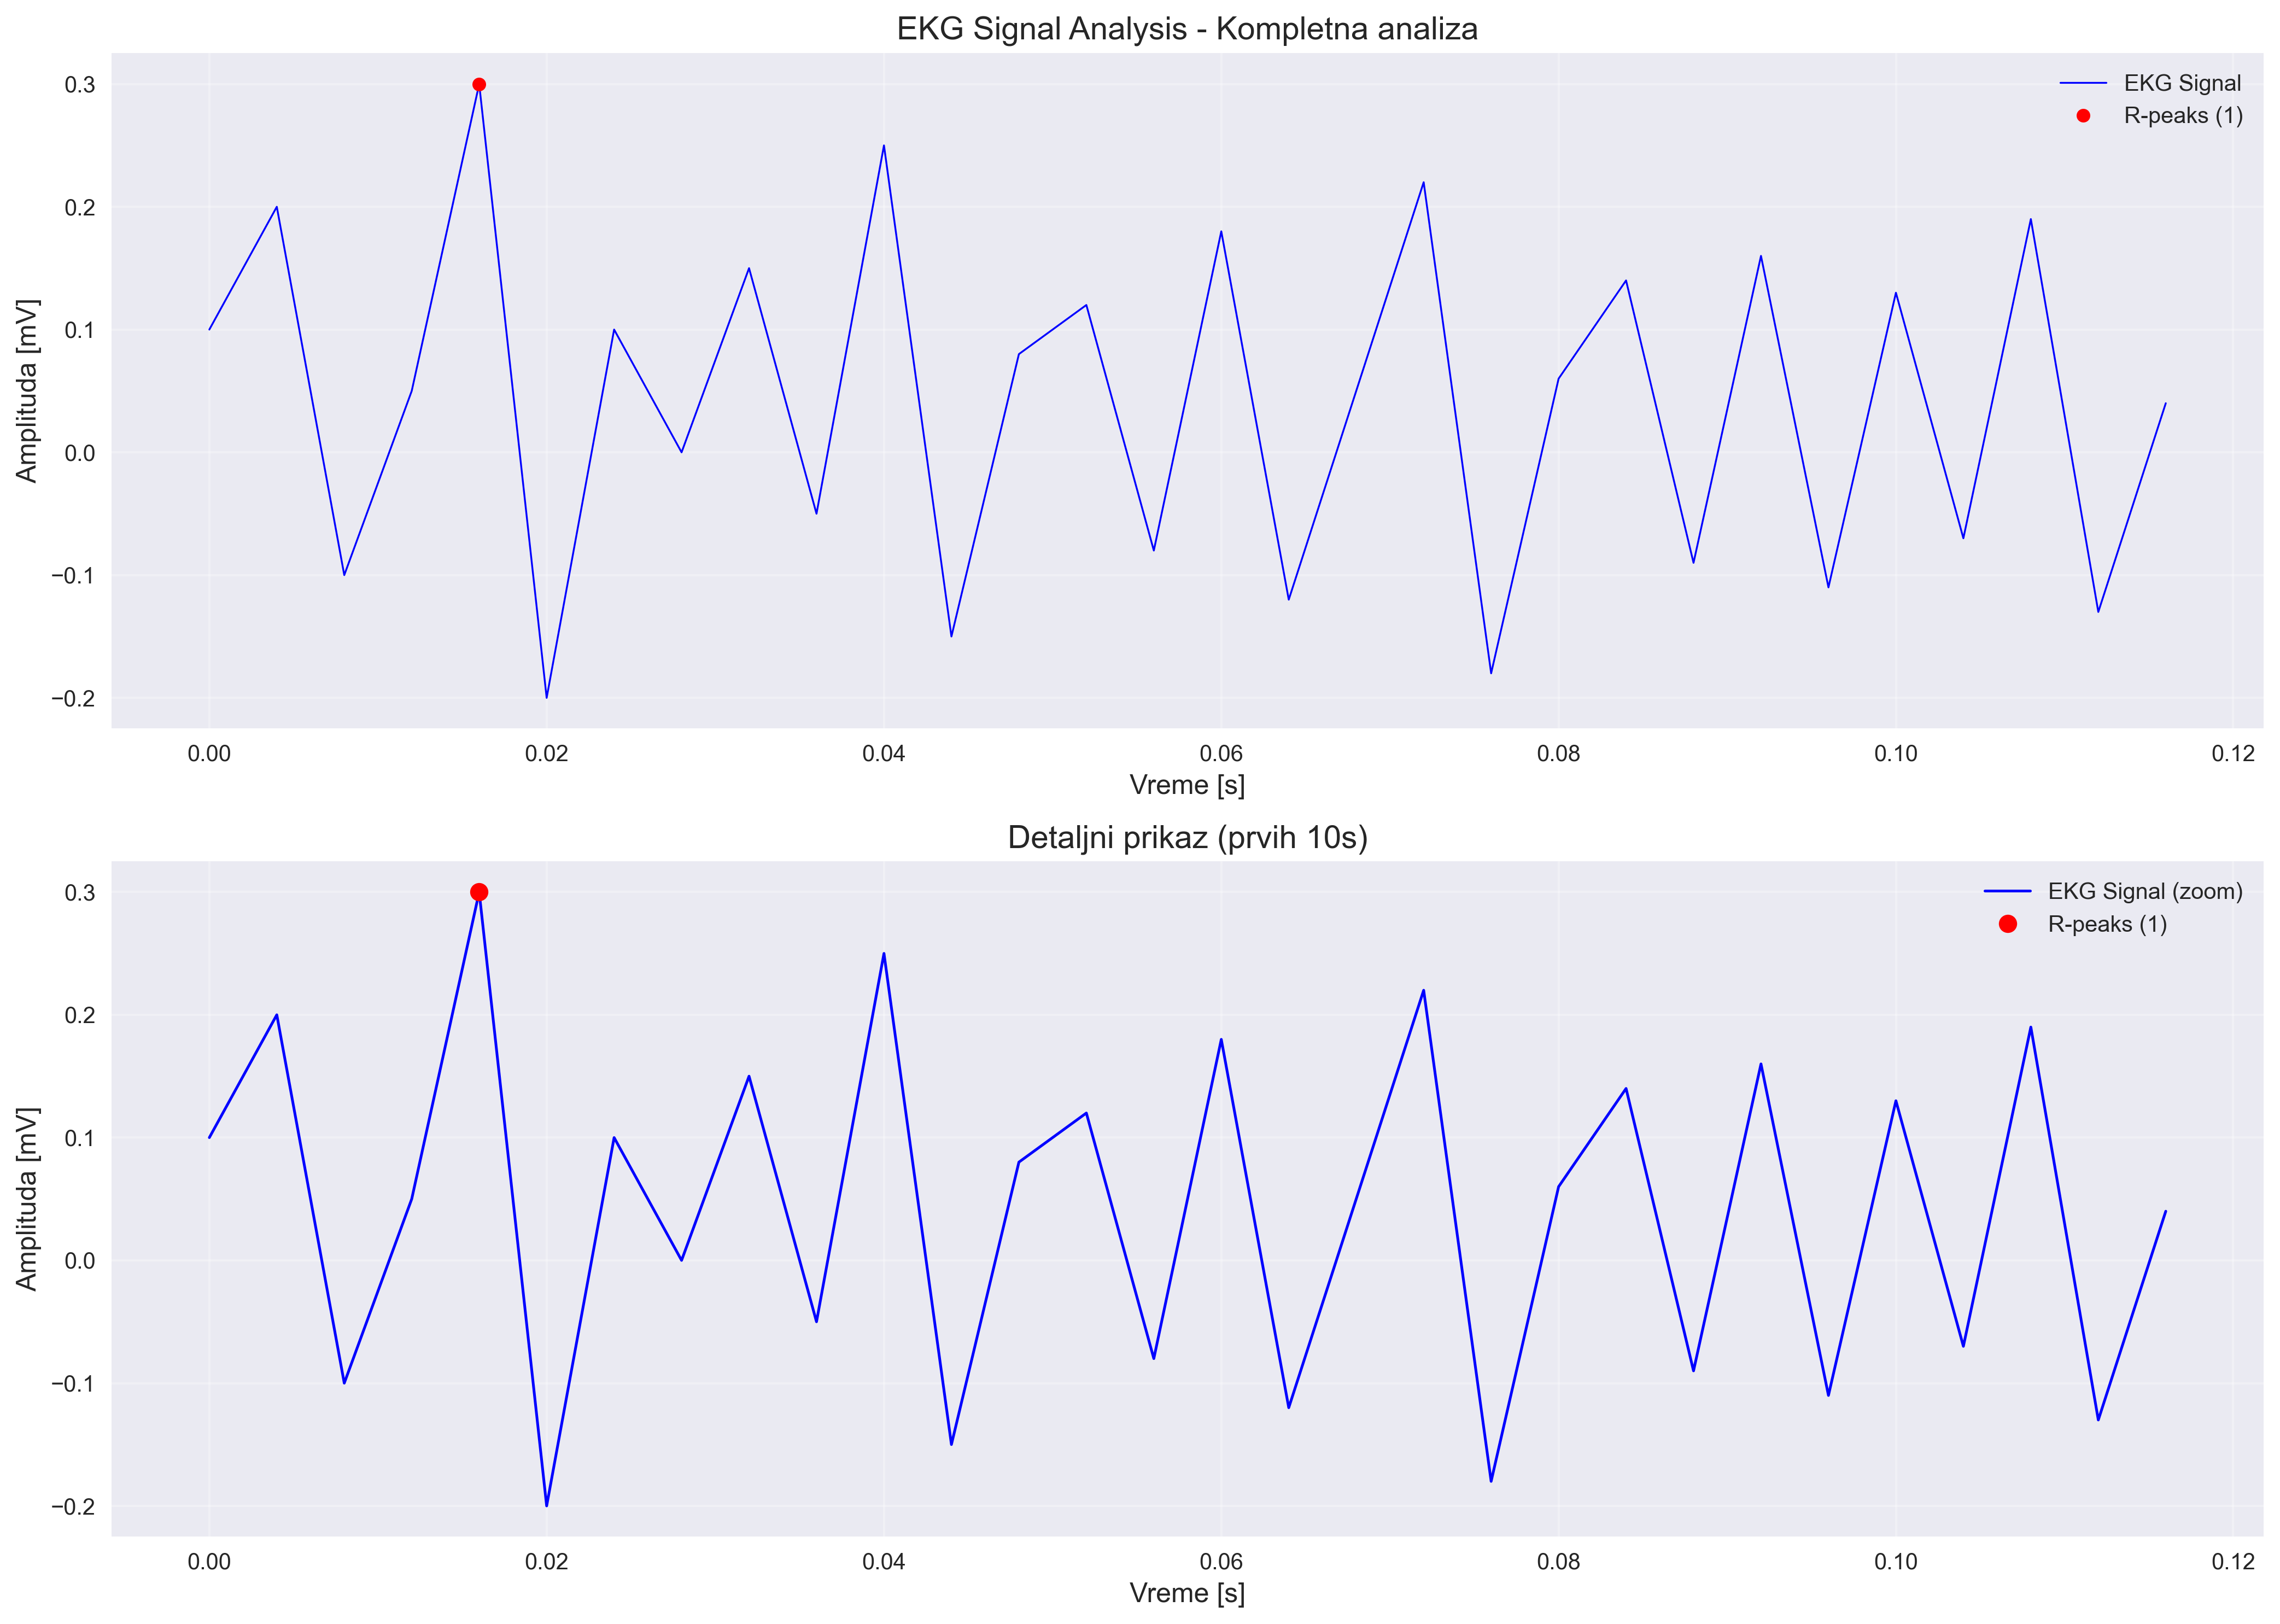 EKG Signal Analysis - Kompletna analiza
EKG Signal
R-peaks (1)
Amplituda [mV]
0.3
0.2
0.1
0.0
−0.1
−0.2
0.00 0.02 0.04 0.06 0.08 0.10 0.12
Vreme [s]
Detaljni prikaz (prvih 10s)
EKG Signal (zoom)
R-peaks (1)
Amplituda [mV]
0.3
0.2
0.1
0.0
−0.1
−0.2
0.00 0.02 0.04 0.06 0.08 0.10 0.12
Vreme [s]